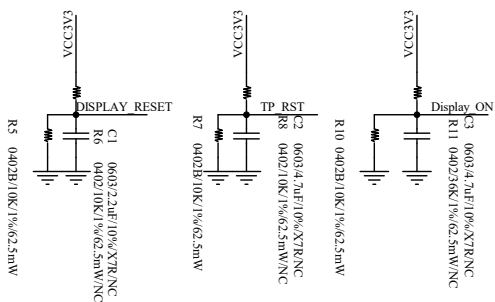 VCC3V3
DISPLAY_RESET
C1 0603/2.2uF/10%/X7R/NC
R6 0402/10K/1%/62.5mW/NC
R5 0402B/10K/1%/62.5mW
VCC3V3
TP_RST
C2 0603/4.7uF/10%/X7R/NC
R8 0402/10K/1%/62.5mW/NC
R7 0402B/10K/1%/62.5mW
VCC3V3
Display_ON
C3 0603/4.7uF/10%/X7R/NC
R11 0402/36K/1%/62.5mW/NC
R10 0402B/10K/1%/62.5mW